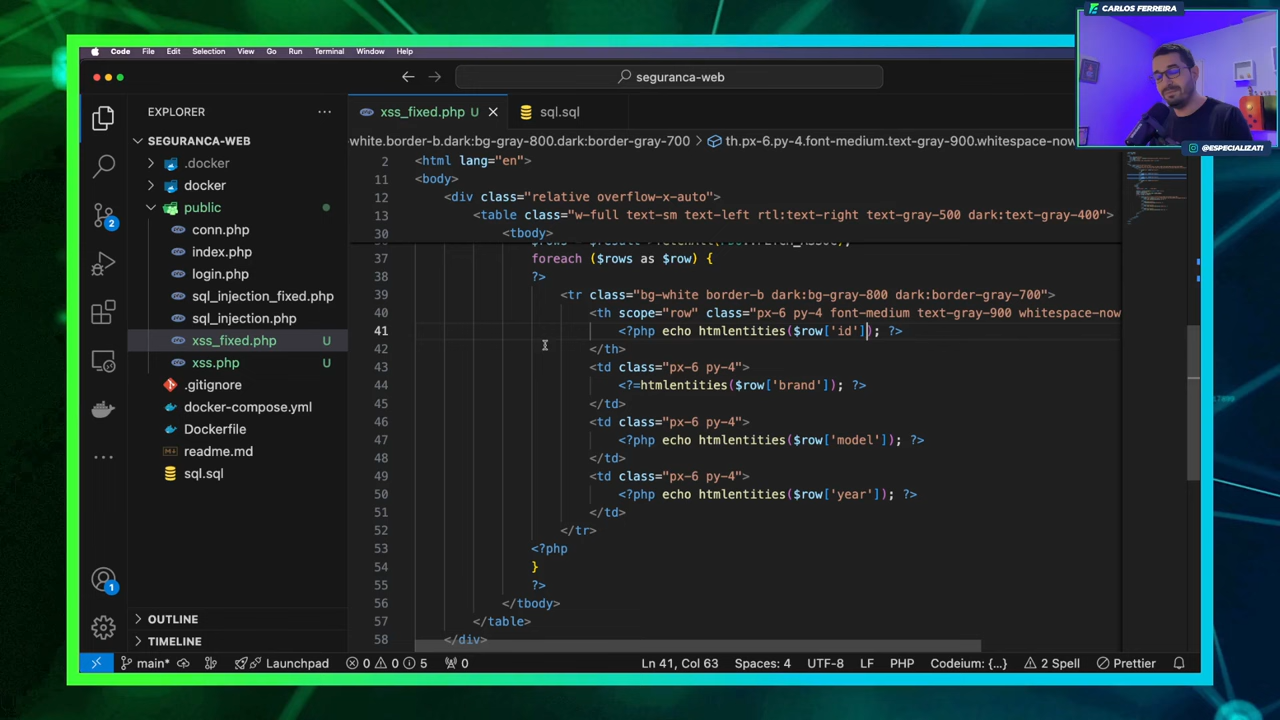 CARLOS FERREIRA
@ESPECIALIZATI
Code File Edit Selection View Go Run Terminal Window Help
seguranca-web
EXPLORER
SEGURANCA-WEB
.docker
docker
public
conn.php
index.php
login.php
sql_injection_fixed.php
sql_injection.php
xss_fixed.php U
xss.php U
.gitignore
docker-compose.yml
Dockerfile
readme.md
sql.sql
OUTLINE
TIMELINE
2
1
xss_fixed.php U
sql.sql
white.border-b.dark:bg-gray-800.dark:border-gray-700 > th.px-6.py-4.font-medium.text-gray-900.whitespace-now
2 <html lang="en">
11 <body>
12 <div class="relative overflow-x-auto">
13 <table class="w-full text-sm text-left rtl:text-right text-gray-500 dark:text-gray-400">
30 <tbody>
37 foreach ($rows as $row) {
38 ?>
39 <tr class="bg-white border-b dark:bg-gray-800 dark:border-gray-700">
40 <th scope="row" class="px-6 py-4 font-medium text-gray-900 whitespace-now
41 <?php echo htmlentities($row['id']); ?>
42 </th>
43 <td class="px-6 py-4">
44 <?=htmlentities($row['brand']); ?>
45 </td>
46 <td class="px-6 py-4">
47 <?php echo htmlentities($row['model']); ?>
48 </td>
49 <td class="px-6 py-4">
50 <?php echo htmlentities($row['year']); ?>
51 </td>
52 </tr>
53 <?php
54 }
55 ?>
56 </tbody>
57 </table>
58 </div>
main* Launchpad 0 0 5 0 Ln 41, Col 63 Spaces: 4 UTF-8 LF PHP Codeium: {...} 2 Spell Prettier